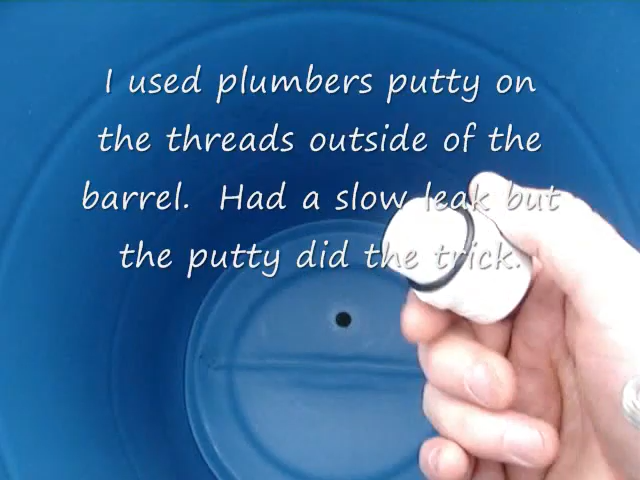 I used plumbers putty on
the threads outside of the
barrel.  Had a slow leak but
the putty did the trick.